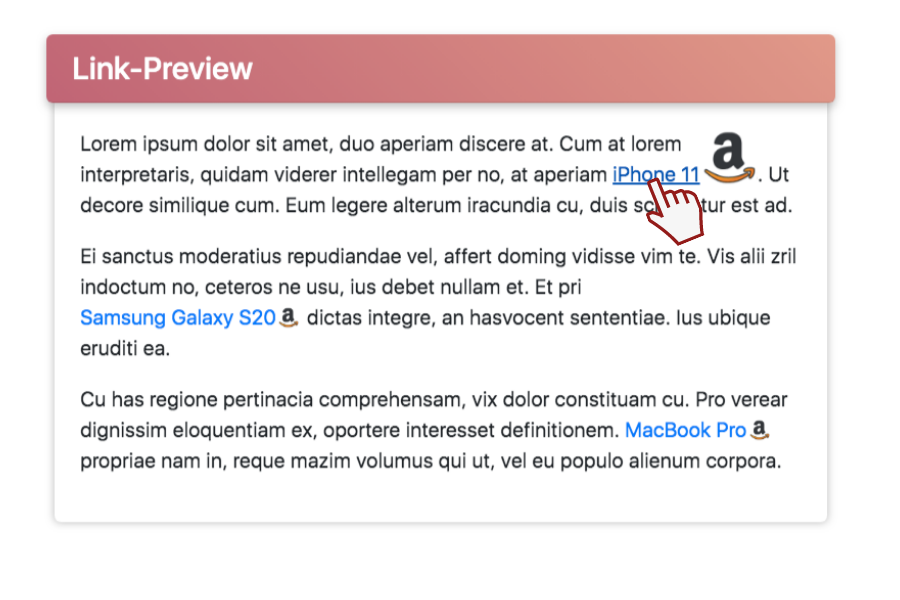 Link-Preview
Lorem ipsum dolor sit amet, duo aperiam discere at. Cum at lorem
interpretaris, quidam viderer intellegam per no, at aperiam iPhone 11 a. Ut
decore similique cum. Eum legere alterum iracundia cu, duis tur est ad.
Ei sanctus moderatius repudiandae vel, affert doming vidisse vim te. Vis alii zril
indoctum no, ceteros ne usu, ius debet nullam et. Et pri
Samsung Galaxy S20 a dictas integre, an hasvocent sententiae. Ius ubique
eruditi ea.
Cu has regione pertinacia comprehensam, vix dolor constituam cu. Pro verear
dignissim eloquentiam ex, oportere interesset definitionem. MacBook Pro a
propriae nam in, reque mazim volumus qui ut, vel eu populo alienum corpora.